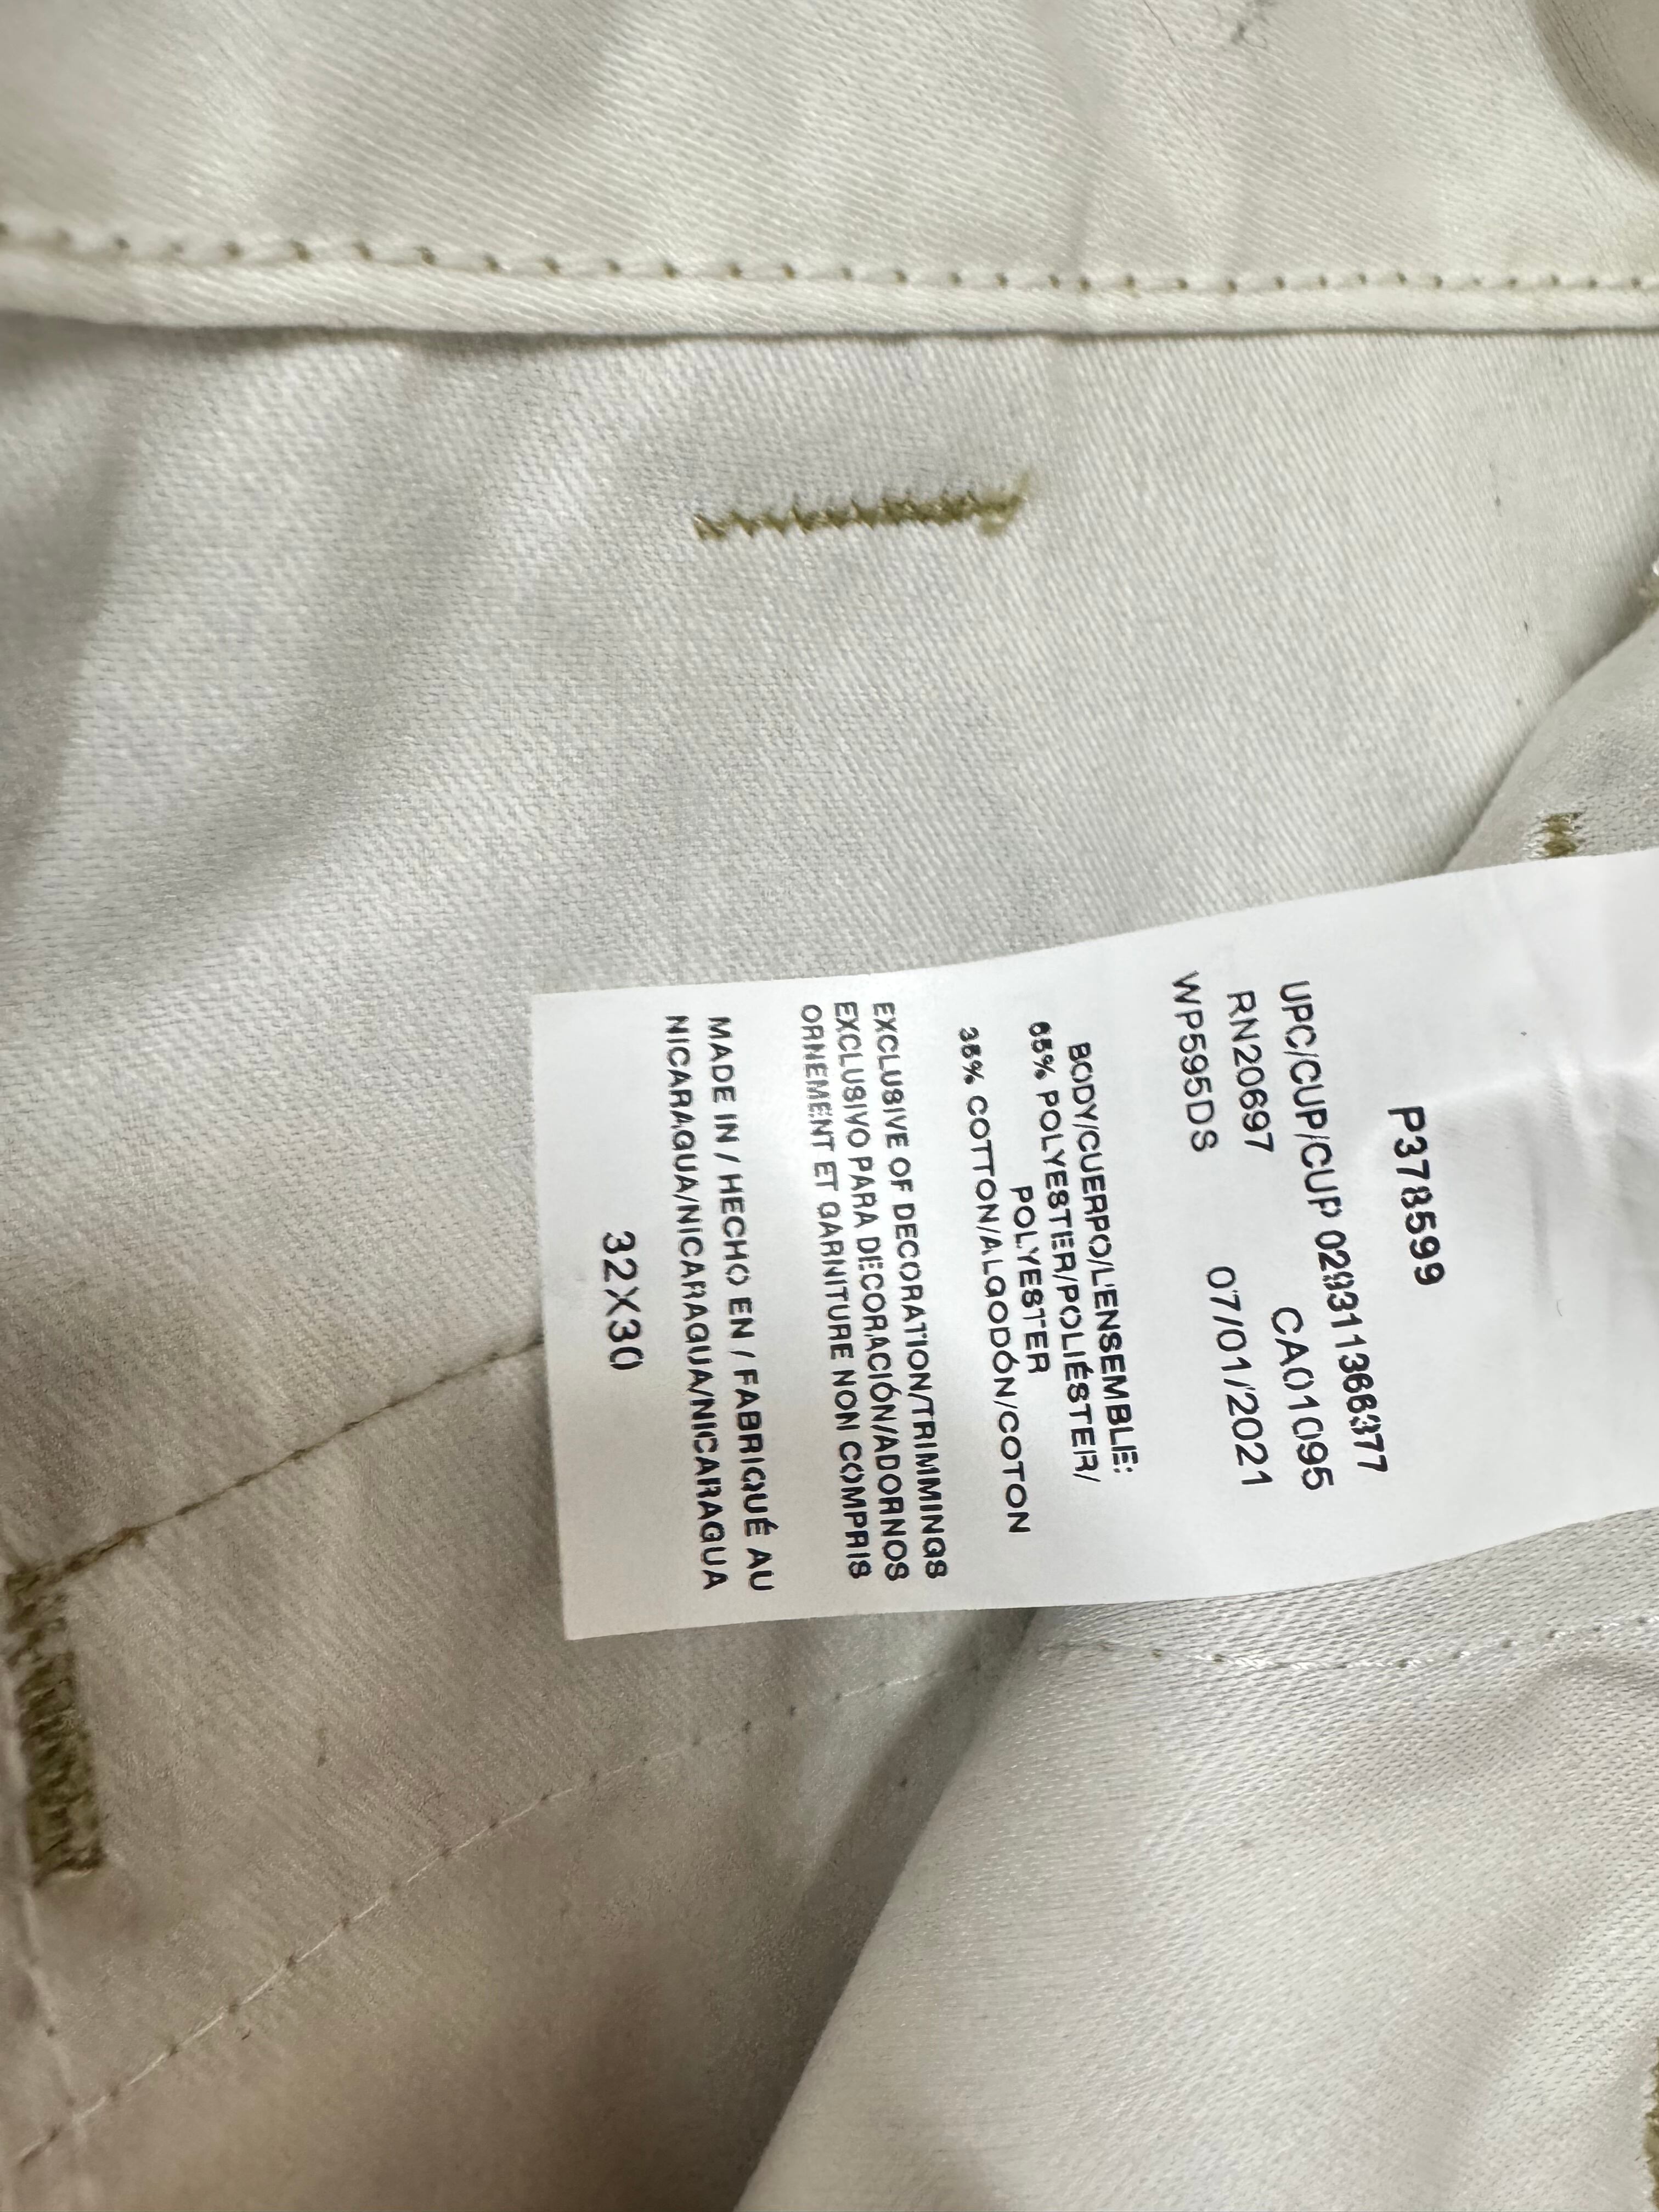 P378599
UPC/CUP/CUP 029311366377
RN20697 CA01095
WP595DS 07/01/2021
BODY/CUERPO/L'ENSEMBLE:
65% POLYESTER/POLIÉSTER/
POLYESTER
35% COTTON/ALGODÓN/COTON
EXCLUSIVE OF DECORATION/TRIMMINGS
EXCLUSIVO PARA DECORACIÓN/ADORNOS
ORNEMENT ET GARNITURE NON COMPRIS
MADE IN / HECHO EN / FABRIQUÉ AU
NICARAGUA/NICARAGUA/NICARAGUA
32X30